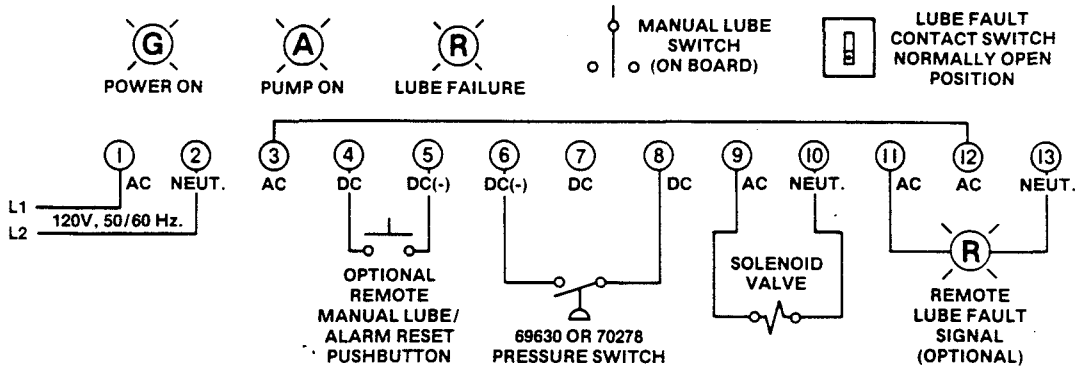 G
POWER ON
A
PUMP ON
R
LUBE FAILURE
MANUAL LUBE
SWITCH
(ON BOARD)
LUBE FAULT
CONTACT SWITCH
NORMALLY OPEN
POSITION
1 2 3 4 5 6 7 8 9 10 11 12 13
AC NEUT. AC DC DC(-) DC(-) DC DC AC NEUT. AC AC NEUT.
L1
120V, 50/60 Hz.
L2
OPTIONAL
REMOTE
MANUAL LUBE/
ALARM RESET
PUSHBUTTON
69630 OR 70278
PRESSURE SWITCH
SOLENOID
VALVE
R
REMOTE
LUBE FAULT
SIGNAL
(OPTIONAL)